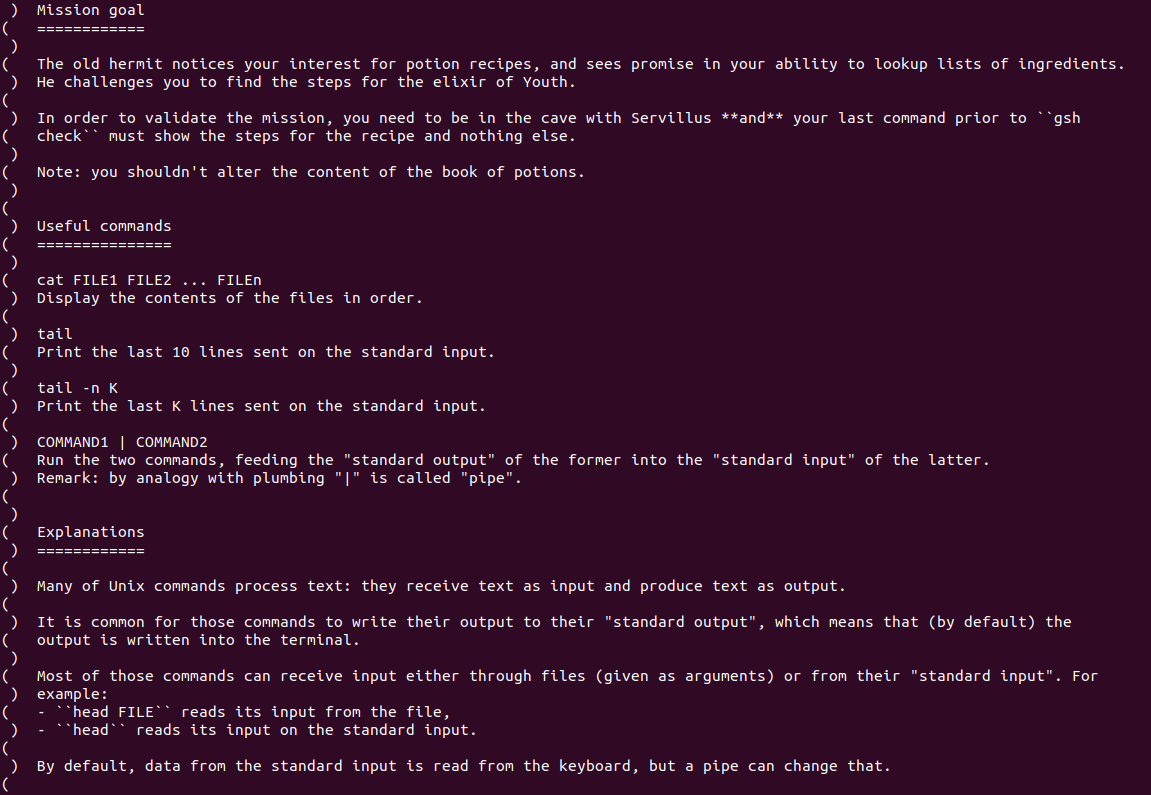 ) Mission goal
( ============
)
( The old hermit notices your interest for potion recipes, and sees promise in your ability to lookup lists of ingredients.
) He challenges you to find the steps for the elixir of Youth.
(
) In order to validate the mission, you need to be in the cave with Servillus **and** your last command prior to ``gsh
( check`` must show the steps for the recipe and nothing else.
)
( Note: you shouldn't alter the content of the book of potions.
)
(
) Useful commands
( ===============
)
( cat FILE1 FILE2 ... FILEn
) Display the contents of the files in order.
(
) tail
( Print the last 10 lines sent on the standard input.
)
( tail -n K
) Print the last K lines sent on the standard input.
(
) COMMAND1 | COMMAND2
( Run the two commands, feeding the "standard output" of the former into the "standard input" of the latter.
) Remark: by analogy with plumbing "|" is called "pipe".
(
)
( Explanations
) ============
(
) Many of Unix commands process text: they receive text as input and produce text as output.
(
) It is common for those commands to write their output to their "standard output", which means that (by default) the
( output is written into the terminal.
)
( Most of those commands can receive input either through files (given as arguments) or from their "standard input". For
) example:
( - ``head FILE`` reads its input from the file,
) - ``head`` reads its input on the standard input.
(
) By default, data from the standard input is read from the keyboard, but a pipe can change that.
(